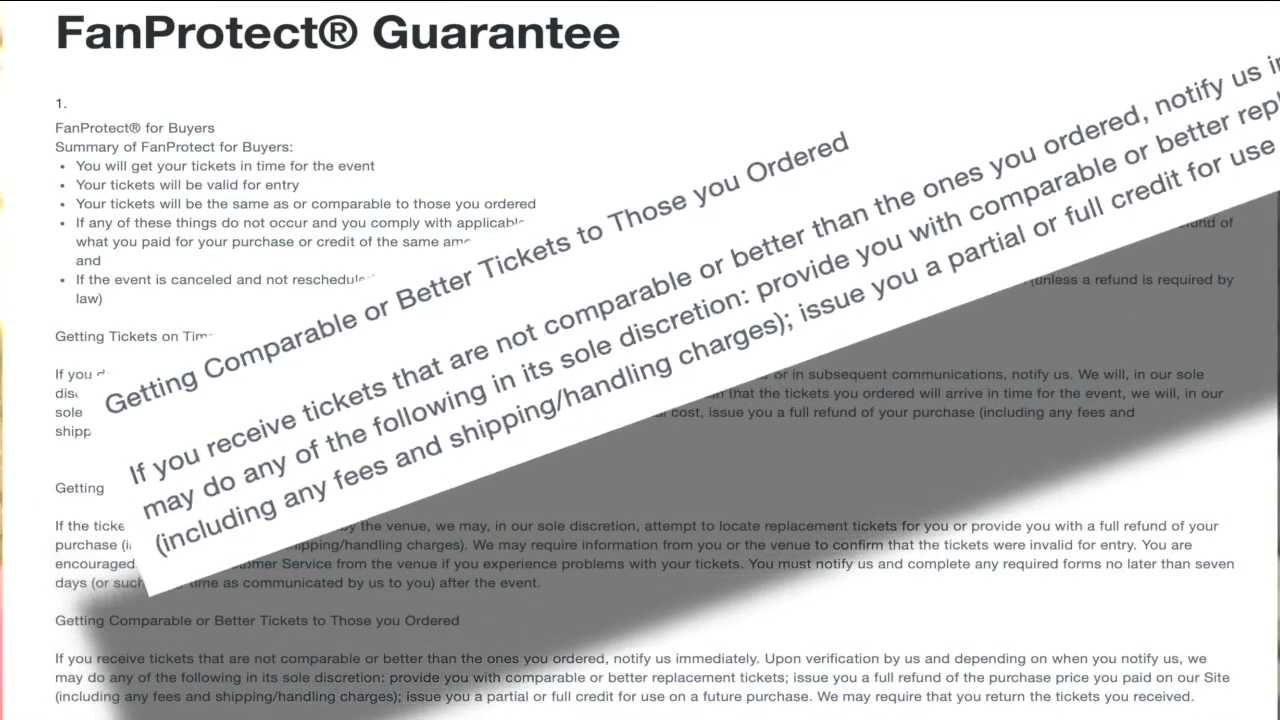 FanProtect® Guarantee
1.
FanProtect® for Buyers
Summary of FanProtect for Buyers:
• You will get your tickets in time for the event
• Your tickets will be valid for entry
• Your tickets will be the same as or comparable to those you ordered
• If any of these things do not occur and you comply with of
what you paid for your purchase or credit of the same
and
• If the event is canceled and not (unless a refund is required by
law)
Getting Tickets on
If you or in subsequent communications, notify us. We will, in our sole
that the tickets you ordered will arrive in time for the event, we will, in our
sole cost, issue you a full refund of your purchase (including any fees and
Getting Comparable or Better Tickets to Those you Ordered
If you receive tickets that are not comparable or better than the ones you ordered, notify us
may do any of the following in its sole discretion: provide you with comparable or better
(including any fees and shipping/handling charges); issue you a partial or full credit for use
Getting
If the by the venue, we may, in our sole discretion, attempt to locate replacement tickets for you or provide you with a full refund of your
purchase charges). We may require information from you or the venue to confirm that the tickets were invalid for entry. You are
encouraged Service from the venue if you experience problems with your tickets. You must notify us and complete any required forms no later than seven
days (or such time as communicated by us to you) after the event.
Getting Comparable or Better Tickets to Those you Ordered
If you receive tickets that are not comparable or better than the ones you ordered, notify us immediately. Upon verification by us and depending on when you notify us, we
may do any of the following in its sole discretion: provide you with comparable or better replacement tickets; issue you a full refund of the purchase price you paid on our Site
(including any fees and shipping/handling charges); issue you a partial or full credit for use on a future purchase. We may require that you return the tickets you received.